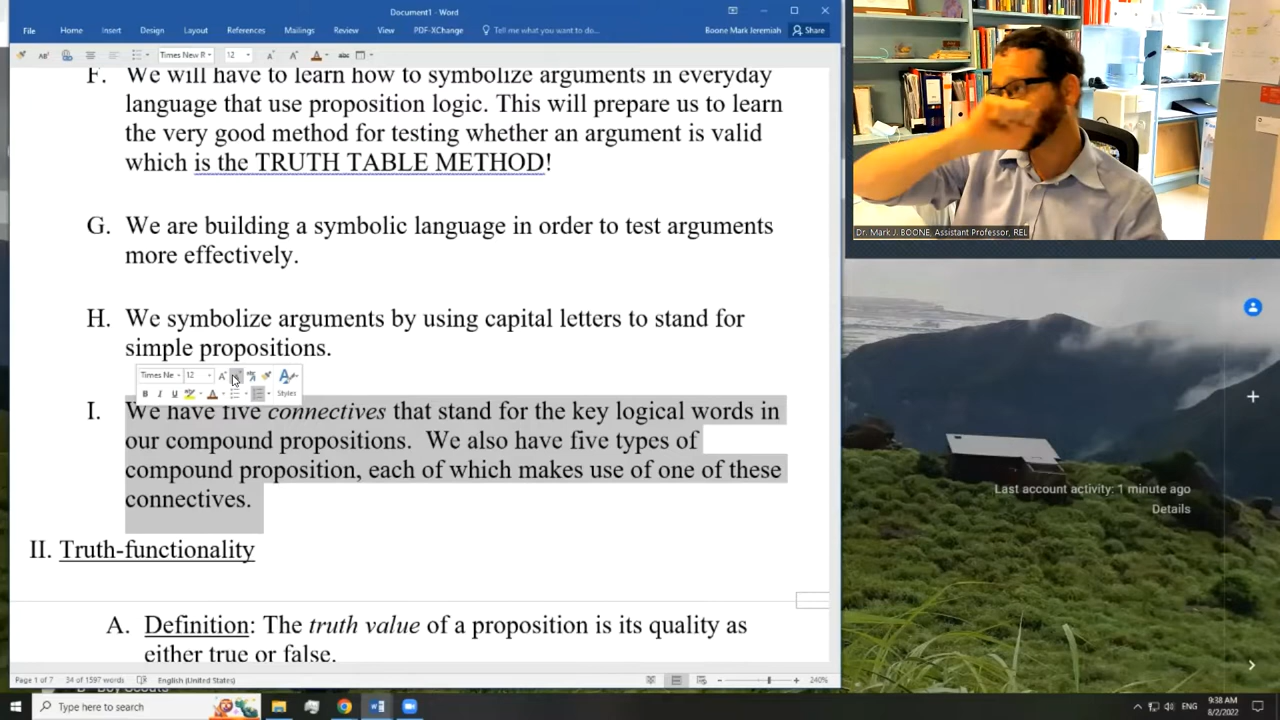 Document1 - Word
Boone Mark Jeremiah
Share
File
Home
Insert
Design
Layout
References
Mailings
Review
View
PDF-XChange
Tell me what you want to do...
Times New R
12
F. We will have to learn how to symbolize arguments in everyday
language that use proposition logic. This will prepare us to learn
the very good method for testing whether an argument is valid
which is the TRUTH TABLE METHOD!
G. We are building a symbolic language in order to test arguments
more effectively.
H. We symbolize arguments by using capital letters to stand for
simple propositions.
Times Ne
12
B I U
Styles
I. We have five connectives that stand for the key logical words in
our compound propositions. We also have five types of
compound proposition, each of which makes use of one of these
connectives.
II. Truth-functionality
A. Definition: The truth value of a proposition is its quality as
either true or false.
Page 1 of 7
34 of 1597 words
English (United States)
240%
Dr. Mark J. BOONE, Assistant Professor, REL
Last account activity: 1 minute ago
Details
Type here to search
ENG
9:38 AM
8/2/2022